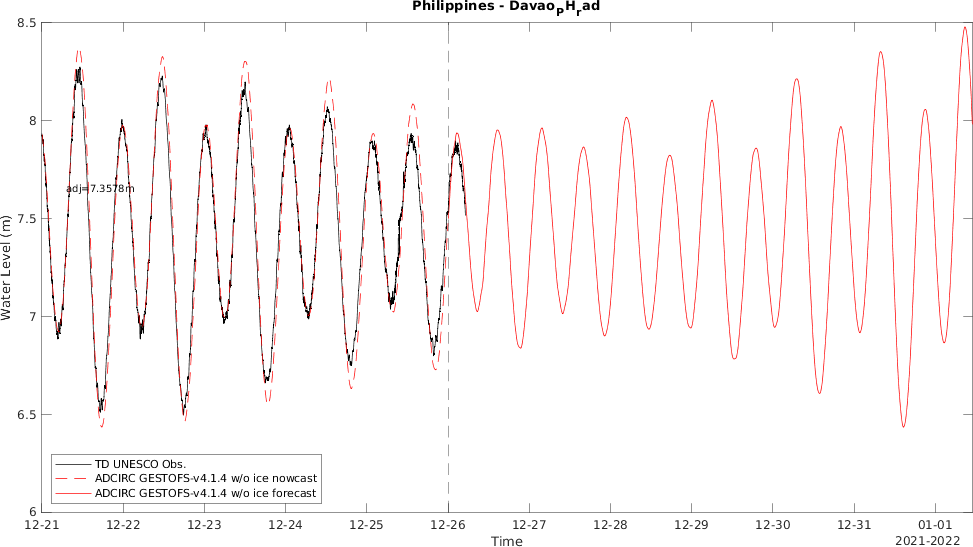 Philippines - DavaopHrad
8.5
8
7.5
7
6.5
6
Water Level (m)
adj=7.3578m
TD UNESCO Obs.
ADCIRC GESTOFS-v4.1.4 w/o ice nowcast
ADCIRC GESTOFS-v4.1.4 w/o ice forecast
12-21 12-22 12-23 12-24 12-25 12-26 12-27 12-28 12-29 12-30 12-31 01-01
Time
2021-2022